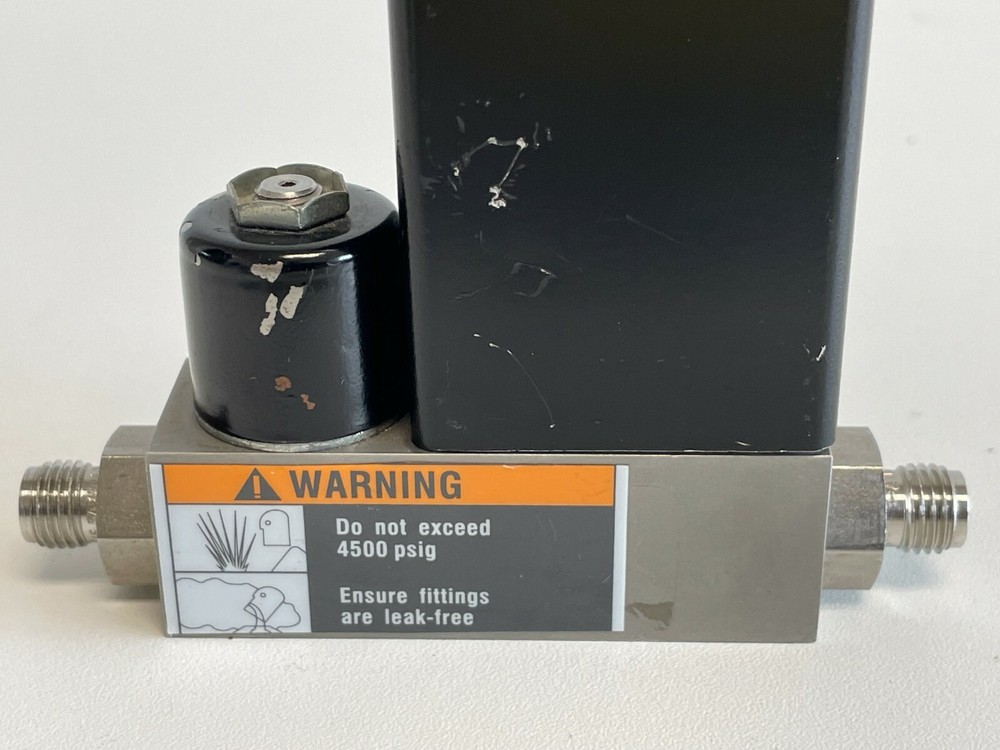 WARNING
Do not exceed
4500 psig
Ensure fittings
are leak-free